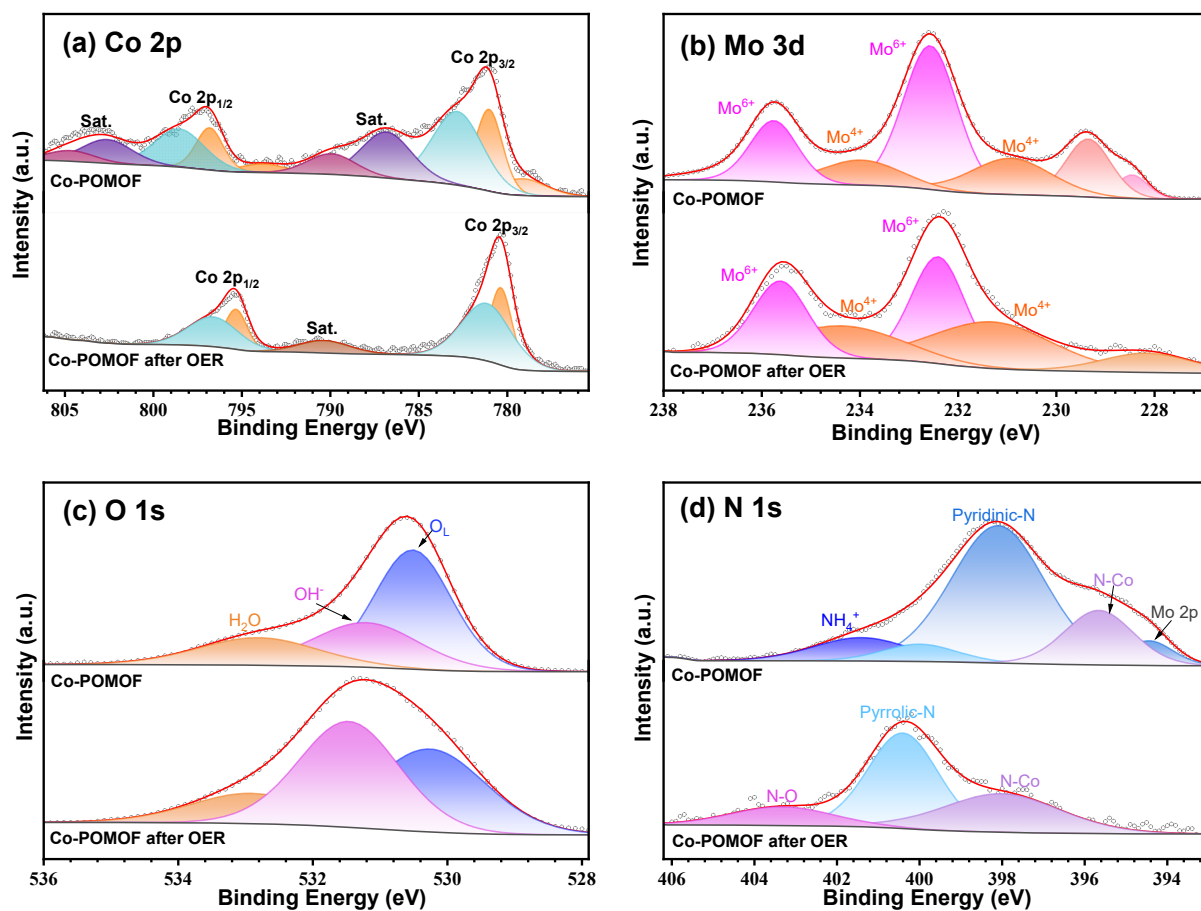 (a) Co 2p
Intensity (a.u.)
Sat.
Co 2p1/2
Sat.
Co 2p3/2
Co-POMOF
Co 2p1/2
Sat.
Co 2p3/2
Co-POMOF after OER
805 800 795 790 785 780
Binding Energy (eV)
(b) Mo 3d
Intensity (a.u.)
Mo6+
Mo4+
Mo6+
Mo4+
Co-POMOF
Mo6+
Mo4+
Mo6+
Mo4+
Co-POMOF after OER
238 236 234 232 230 228
Binding Energy (eV)
(c) O 1s
Intensity (a.u.)
H2O
OH-
OL
Co-POMOF
Co-POMOF after OER
536 534 532 530 528
Binding Energy (eV)
(d) N 1s
Intensity (a.u.)
NH4+
Pyridinic-N
N-Co
Mo 2p
Co-POMOF
N-O
Pyrrolic-N
N-Co
Co-POMOF after OER
406 404 402 400 398 396 394
Binding Energy (eV)